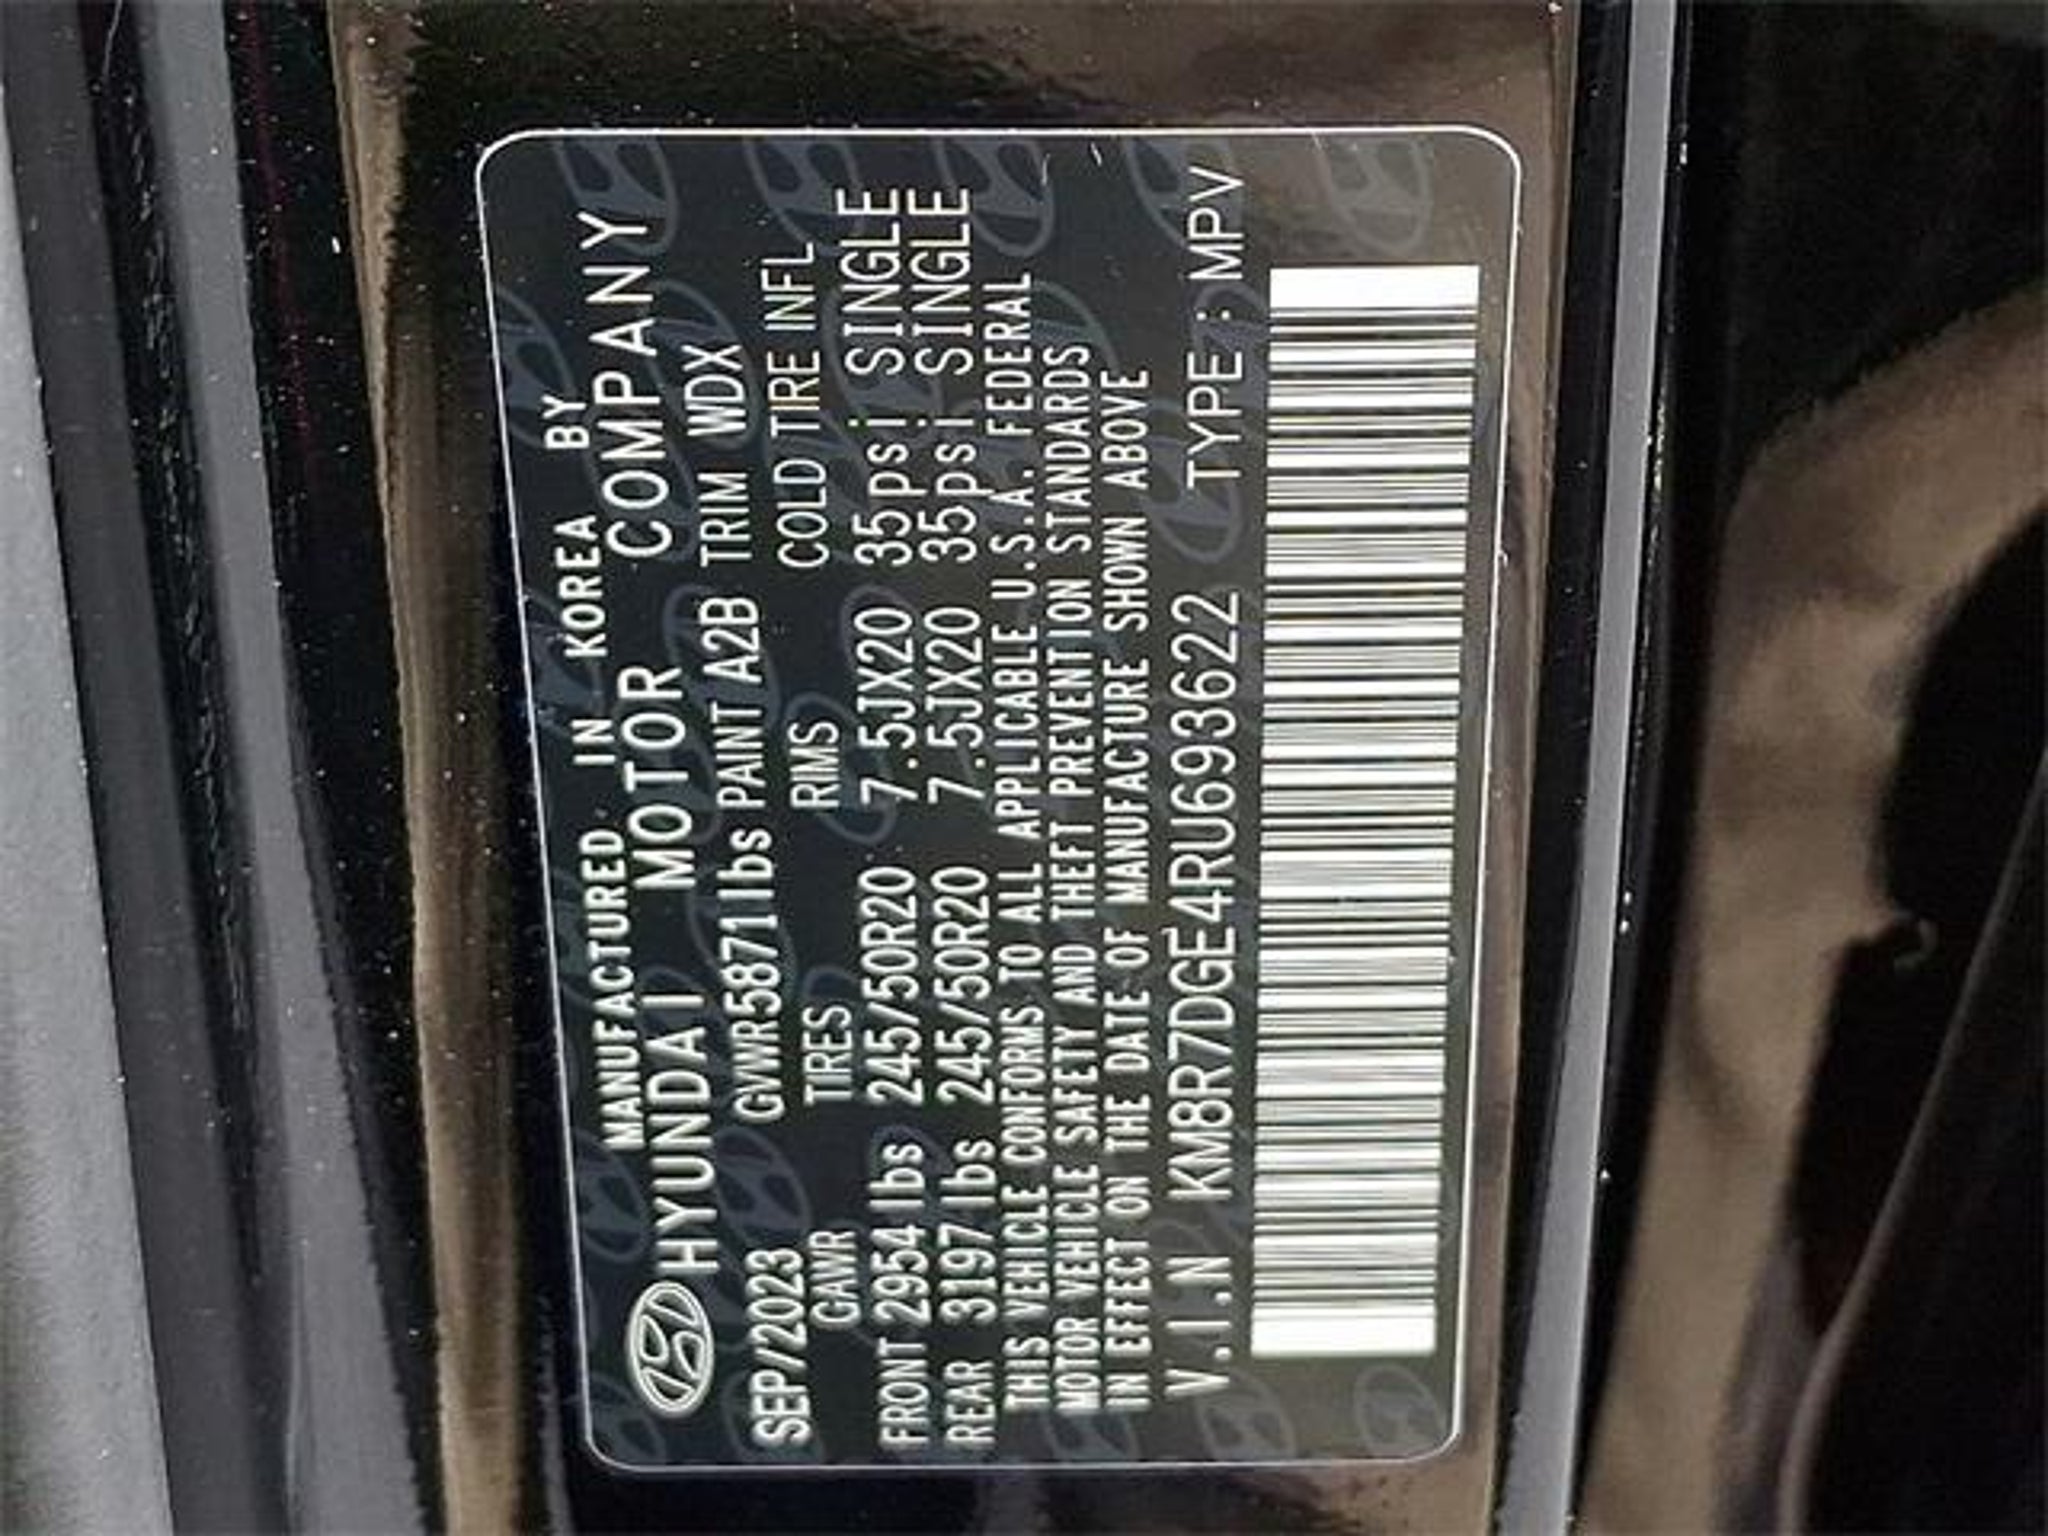 MANUFACTURED IN KOREA BY
HYUNDAI MOTOR COMPANY
SEP/2023 GVWR5871lbs PAINT A2B TRIM WDX
GAWR TIRES RIMS COLD TIRE INFL
FRONT 2954 lbs 245/50R20 7.5JX20 35psi SINGLE
REAR 3197 lbs 245/50R20 7.5JX20 35psi SINGLE
THIS VEHICLE CONFORMS TO ALL APPLICABLE U.S.A. FEDERAL
MOTOR VEHICLE SAFETY AND THEFT PREVENTION STANDARDS
IN EFFECT ON THE DATE OF MANUFACTURE SHOWN ABOVE
V.I.N KM8R7DGE4RU693622 TYPE : MPV